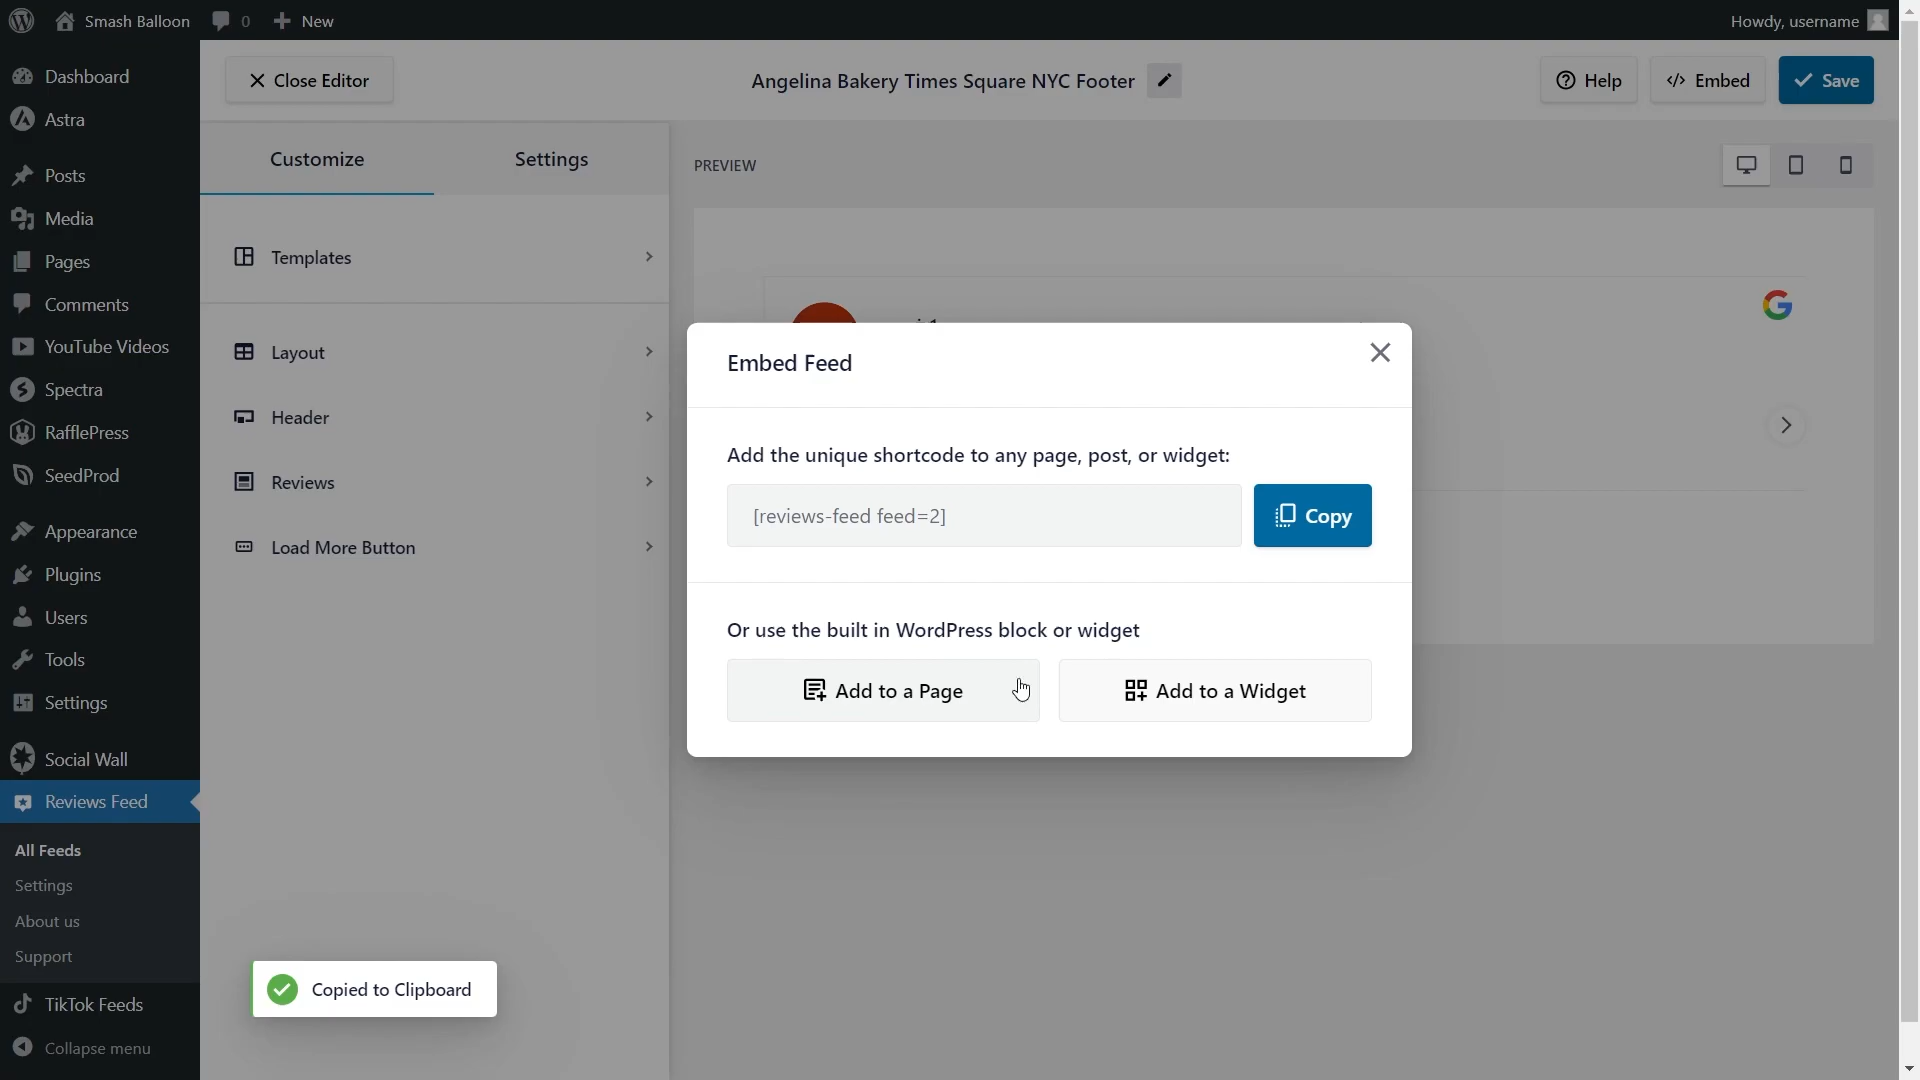 Smash Balloon
0
New
Howdy, username
Dashboard
Astra
Posts
Media
Pages
Comments
YouTube Videos
Spectra
RafflePress
SeedProd
Appearance
Plugins
Users
Tools
Settings
Social Wall
Reviews Feed
All Feeds
Settings
About us
Support
TikTok Feeds
Collapse menu
Close Editor
Angelina Bakery Times Square NYC Footer
Help
Embed
Save
Customize
Settings
Templates
Layout
Header
Reviews
Load More Button
PREVIEW
Embed Feed
Add the unique shortcode to any page, post, or widget:
[reviews-feed feed=2]
Copy
Or use the built in WordPress block or widget
Add to a Page
Add to a Widget
Copied to Clipboard